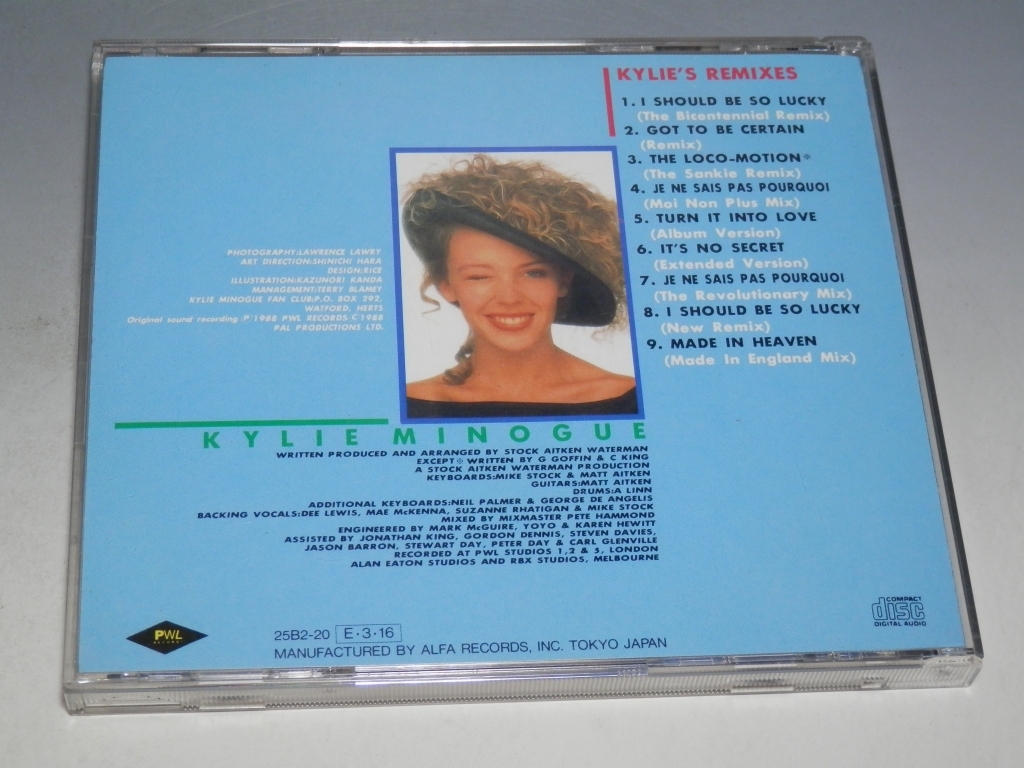 KYLIE'S REMIXES
1. I SHOULD BE SO LUCKY
(The Bicentennial Remix)
2. GOT TO BE CERTAIN
(Remix)
3. THE LOCO-MOTION※
(The Sankie Remix)
4. JE NE SAIS PAS POURQUOI
(Moi Non Plus Mix)
5. TURN IT INTO LOVE
(Album Version)
6. IT'S NO SECRET
(Extended Version)
7. JE NE SAIS PAS POURQUOI
(The Revolutionary Mix)
8. I SHOULD BE SO LUCKY
(New Remix)
9. MADE IN HEAVEN
(Made In England Mix)
PHOTOGRAPHY:LAWRENCE LAWRY
ART DIRECTION:SHINICHI HARA
DESIGN:RICE
ILLUSTRATION:KAZUNORI KANDA
MANAGEMENT:TERRY BLAMEY
KYLIE MINOGUE FAN CLUB:P.O. BOX 292,
WATFORD, HERTS
Original sound recording Ⓟ1988 PWL RECORDS ©1988
PAL PRODUCTIONS LTD.
KYLIE MINOGUE
WRITTEN PRODUCED AND ARRANGED BY STOCK AITKEN WATERMAN
EXCEPT※WRITTEN BY G GOFFIN & C KING
A STOCK AITKEN WATERMAN PRODUCTION
KEYBOARDS:MIKE STOCK & MATT AITKEN
GUITARS:MATT AITKEN
DRUMS:A LINN
ADDITIONAL KEYBOARDS:NEIL PALMER & GEORGE DE ANGELIS
BACKING VOCALS:DEE LEWIS, MAE McKENNA, SUZANNE RHATIGAN & MIKE STOCK
MIXED BY MIXMASTER PETE HAMMOND
ENGINEERED BY MARK McGUIRE, YOYO & KAREN HEWITT
ASSISTED BY JONATHAN KING, GORDON DENNIS, STEVEN DAVIES,
JASON BARRON, STEWART DAY, PETER DAY & CARL GLENVILLE
RECORDED AT PWL STUDIOS 1,2 & 3, LONDON
ALAN EATON STUDIOS AND RBX STUDIOS, MELBOURNE
PWL
RECORDS
25B2-20 E·3·16
MANUFACTURED BY ALFA RECORDS, INC. TOKYO JAPAN
COMPACT
disc
DIGITAL AUDIO